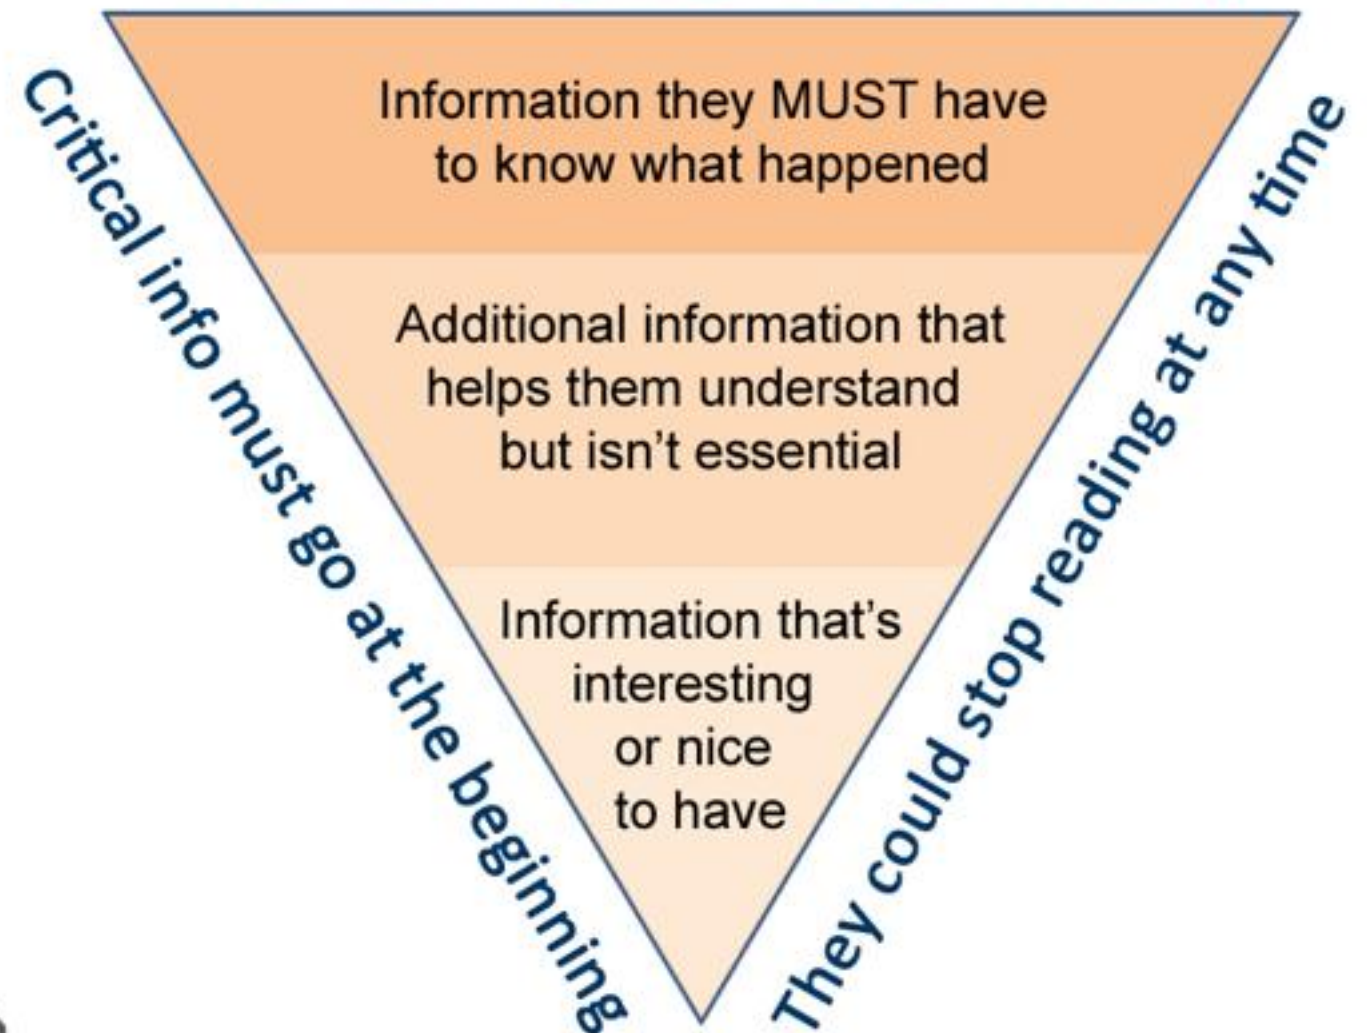 Critical info must go at the beginning
Information they MUST have
to know what happened
Additional information that
helps them understand
but isn’t essential
Information that’s
interesting
or nice
to have
They could stop reading at any time